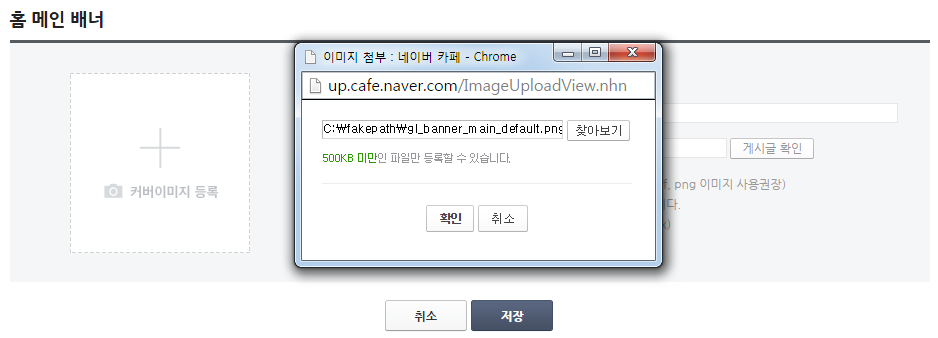 홈 메인 배너
이미지 첨부 : 네이버 카페 - Chrome
up.cafe.naver.com/ImageUploadView.nhn
C:\fakepath\gl_banner_main_default.png
찾아보기
500KB 미만인 파일만 등록할 수 있습니다.
확인
취소
커버이미지 등록
게시글 확인
png 이미지 사용권장)
취소
저장